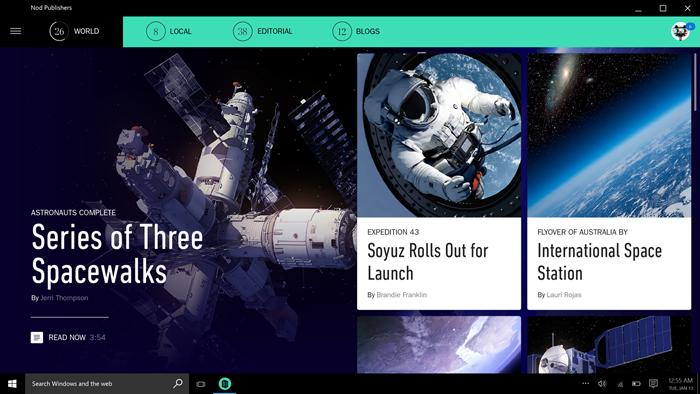 Nod Publishers
26 WORLD
8 LOCAL
38 EDITORIAL
12 BLOGS
ASTRONAUTS COMPLETE
Series of Three
Spacewalks
By Jerri Thompson
READ NOW 3:54
EXPEDITION 43
Soyuz Rolls Out for
Launch
By Brandie Franklin
FLYOVER OF AUSTRALIA BY
International Space
Station
By Lauri Rojas
Search Windows and the web
12:55 AM
TUE, JAN 13